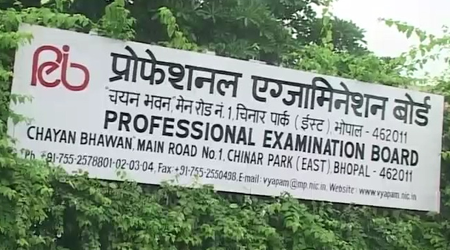 Peb
प्रोफेशनल एग्जामिनेशन बोर्ड
चयन भवन, मेन रोड नं. 1, चिनार पार्क (ईस्ट), भोपाल - 462011
PROFESSIONAL EXAMINATION BOARD
CHAYAN BHAWAN, MAIN ROAD No.1, CHINAR PARK (EAST), BHOPAL - 462011
Ph. +91-755-2578801-02-03-04, Fax +91-755-2550498, E-mail : vyapam@mp.nic.in, Website : www.vyapam.nic.in